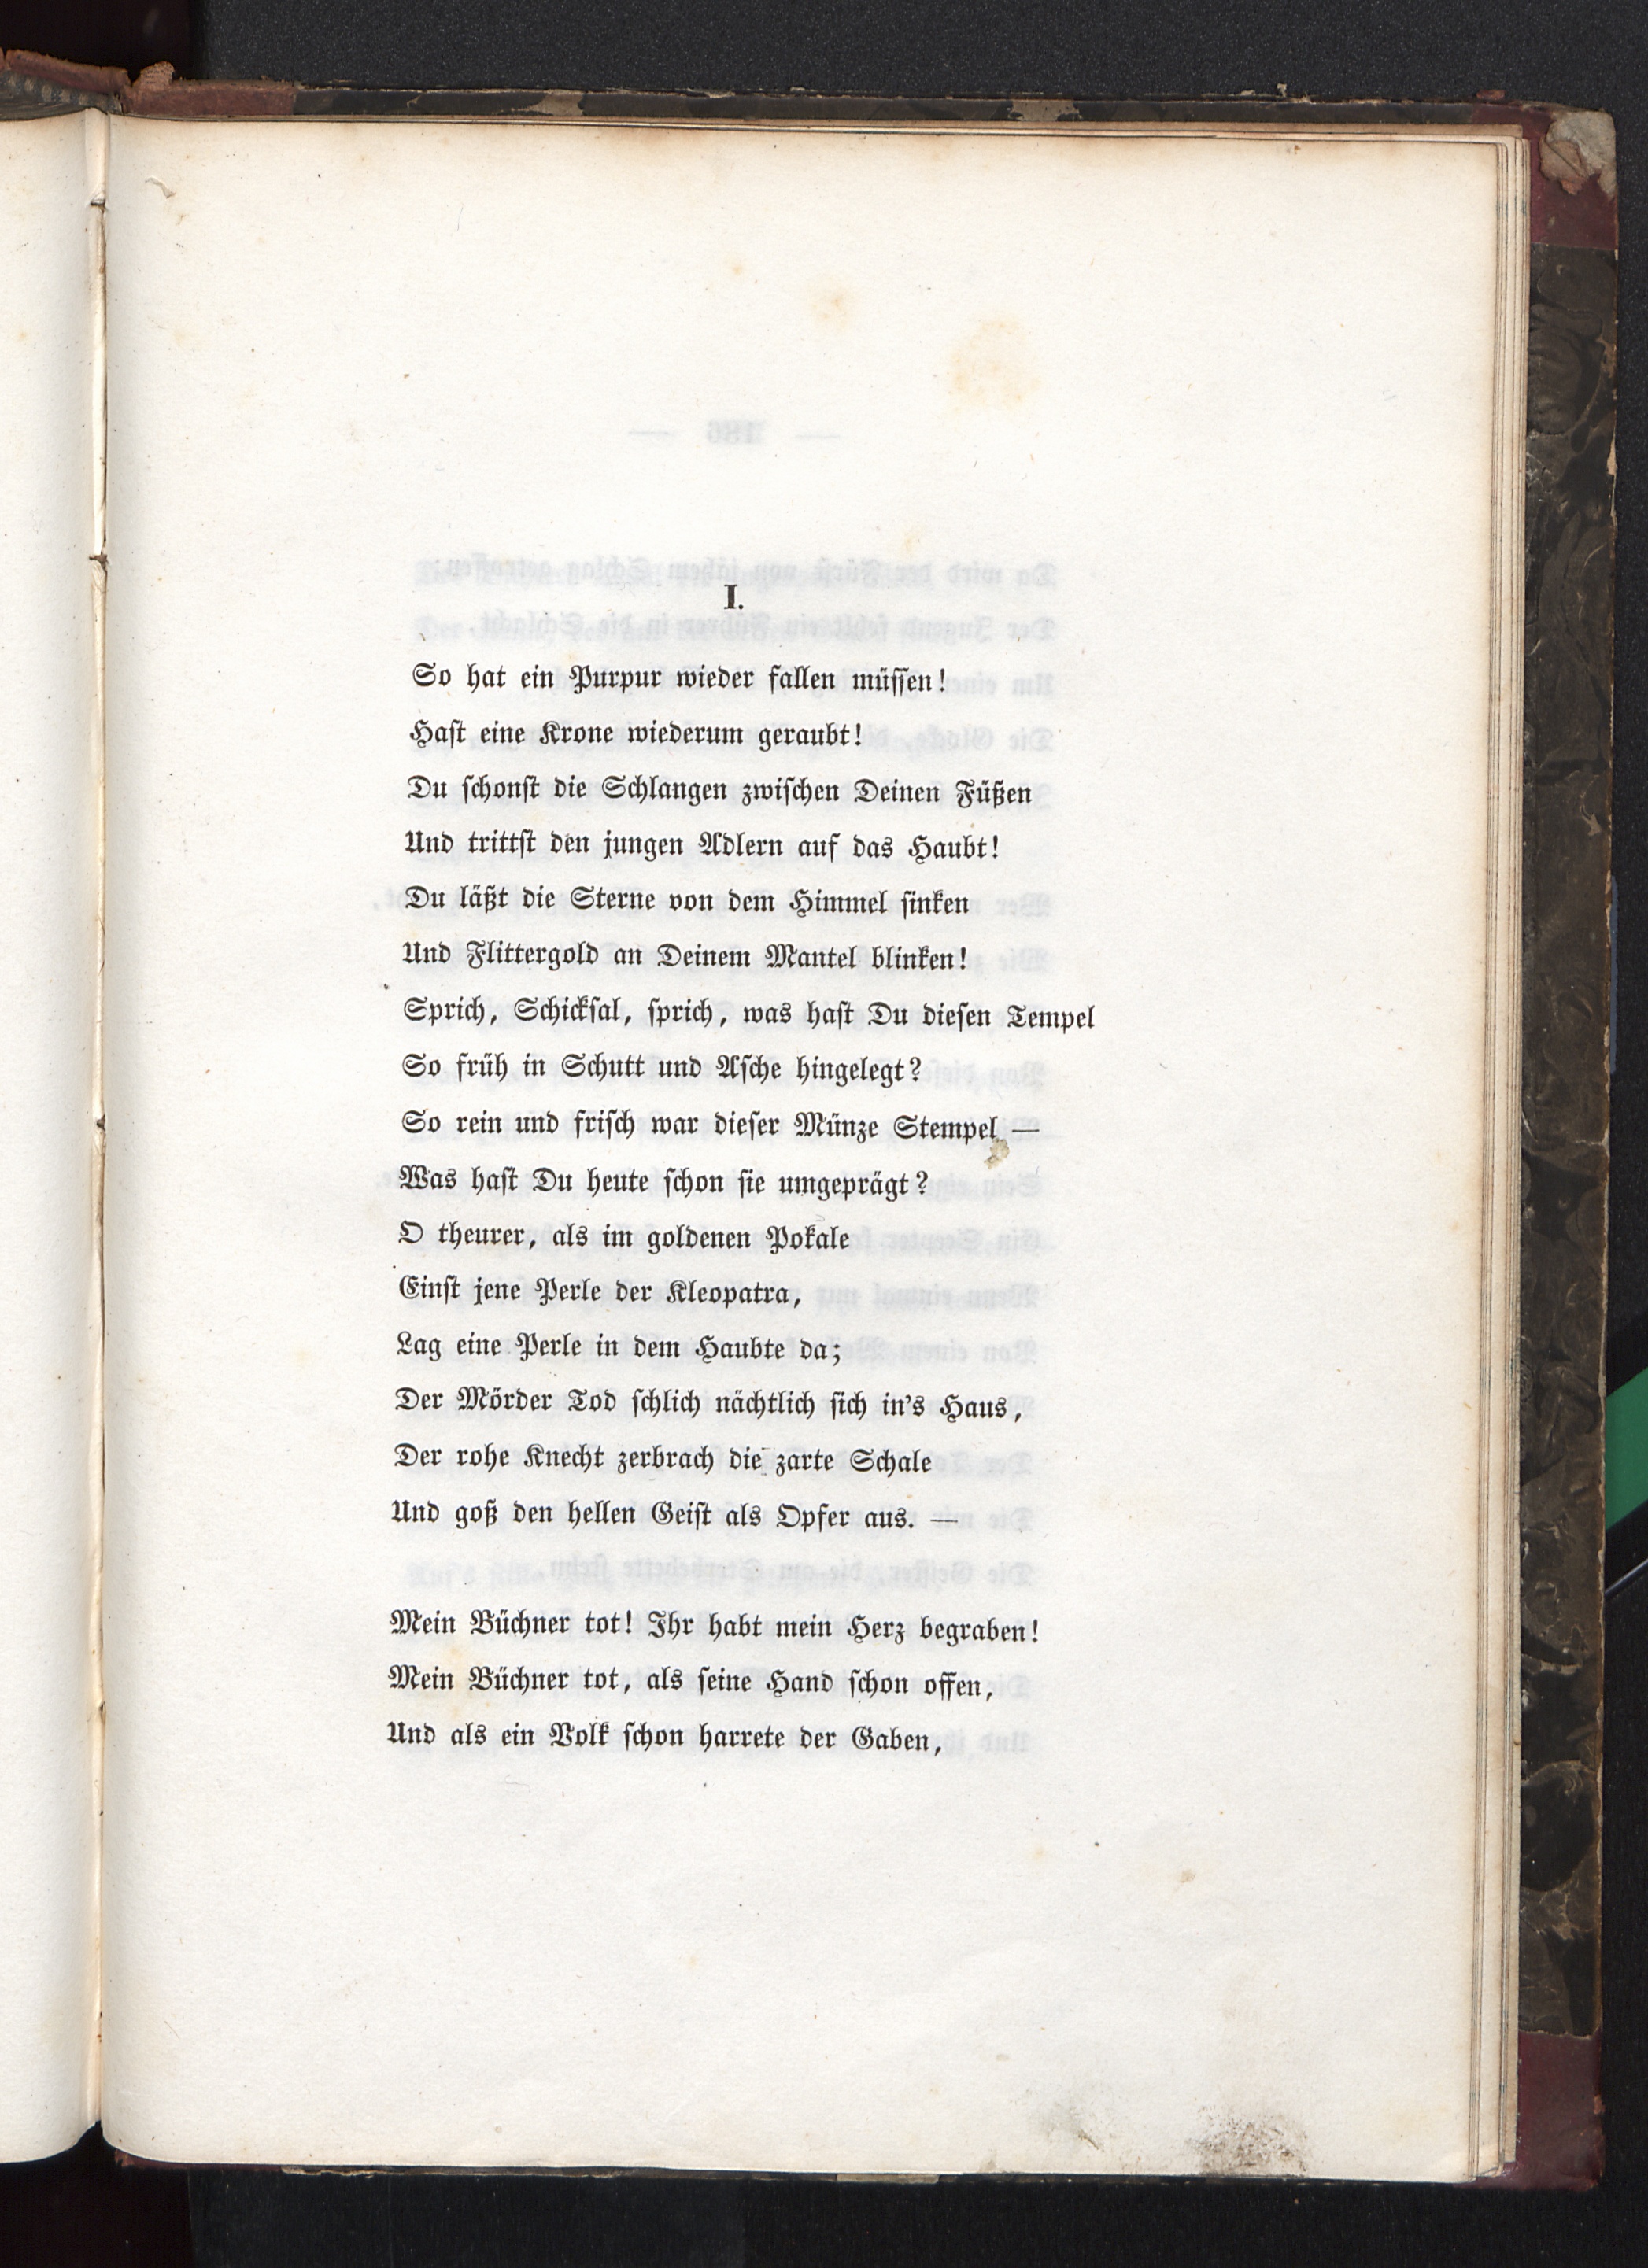 I.
So hat ein Purpur wieder fallen müſſen!
Haſt eine Krone wiederum geraubt!
Du ſchonſt die Schlangen zwiſchen Deinen Füßen
Und trittſt den jungen Adlern auf das Haubt!
Du läßt die Sterne von dem Himmel ſinken
Und Flittergold an Deinem Mantel blinken!
Sprich, Schickſal, ſprich, was haſt Du dieſen Tempel
So früh in Schutt und Aſche hingelegt?
So rein und friſch war dieſer Münze Stempel —
Was haſt Du heute ſchon ſie umgeprägt?
O theurer, als im goldenen Pokale
Einſt jene Perle der Kleopatra,
Lag eine Perle in dem Haubte da;
Der Mörder Tod ſchlich nächtlich ſich in's Haus,
Der rohe Knecht zerbrach die zarte Schale
Und goß den hellen Geiſt als Opfer aus. —
Mein Büchner tot! Ihr habt mein Herz begraben!
Mein Büchner tot, als ſeine Hand ſchon offen,
Und als ein Volk ſchon harrete der Gaben,